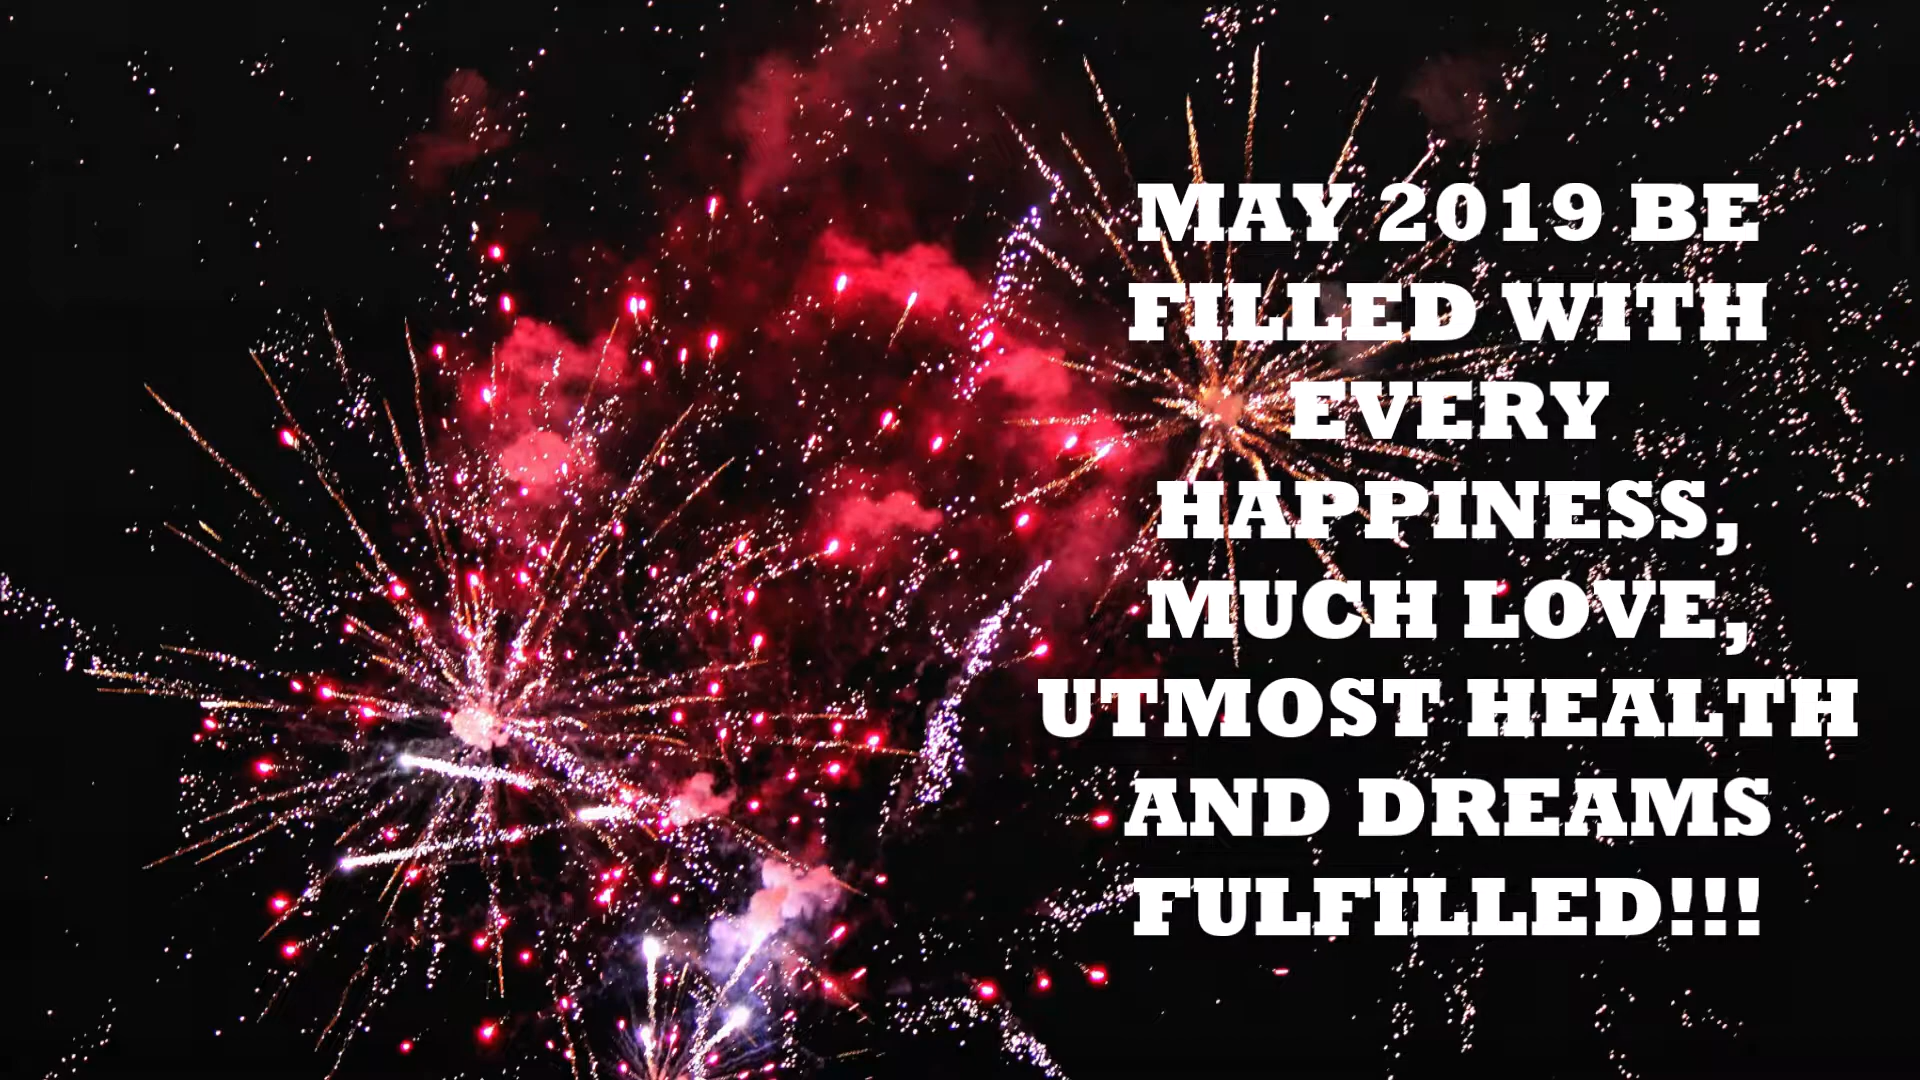 MAY 2019 BE
FILLED WITH
EVERY
HAPPINESS,
MUCH LOVE,
UTMOST HEALTH
AND DREAMS
FULFILLED!!!